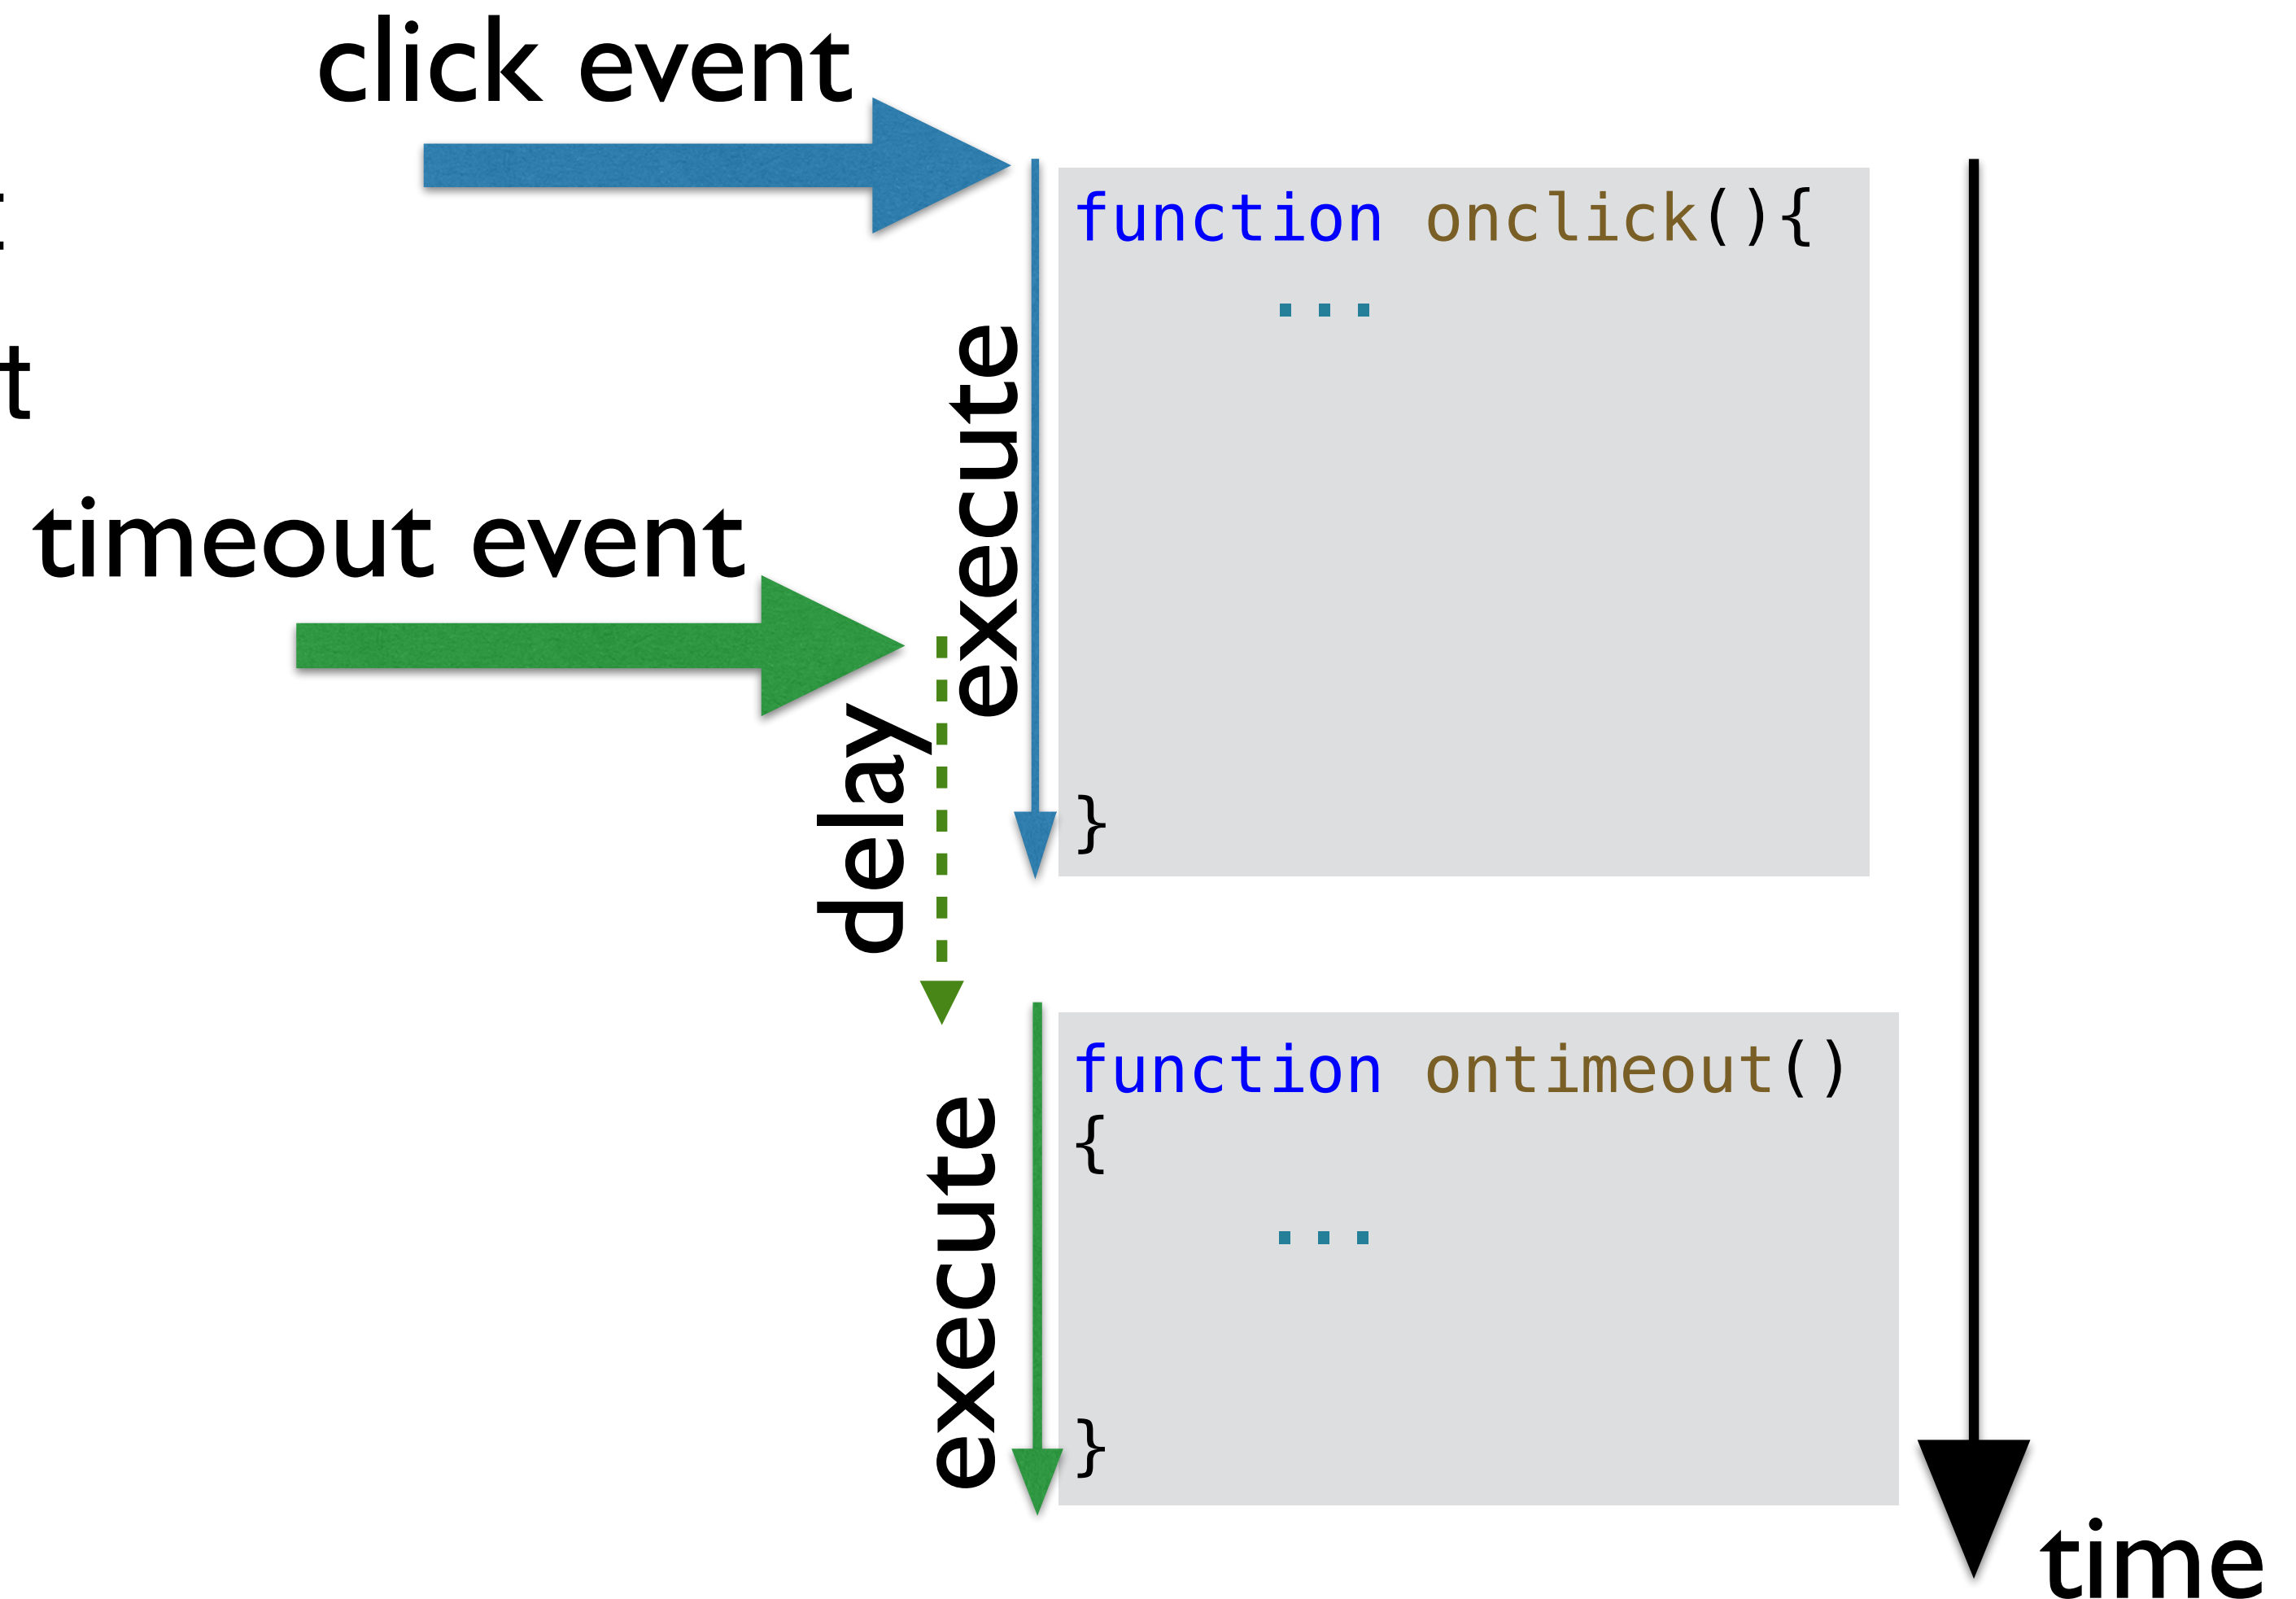 click event
function onclick(){
...
execute
t
timeout event
delay
}
function ontimeout()
{
execute
...
}
time